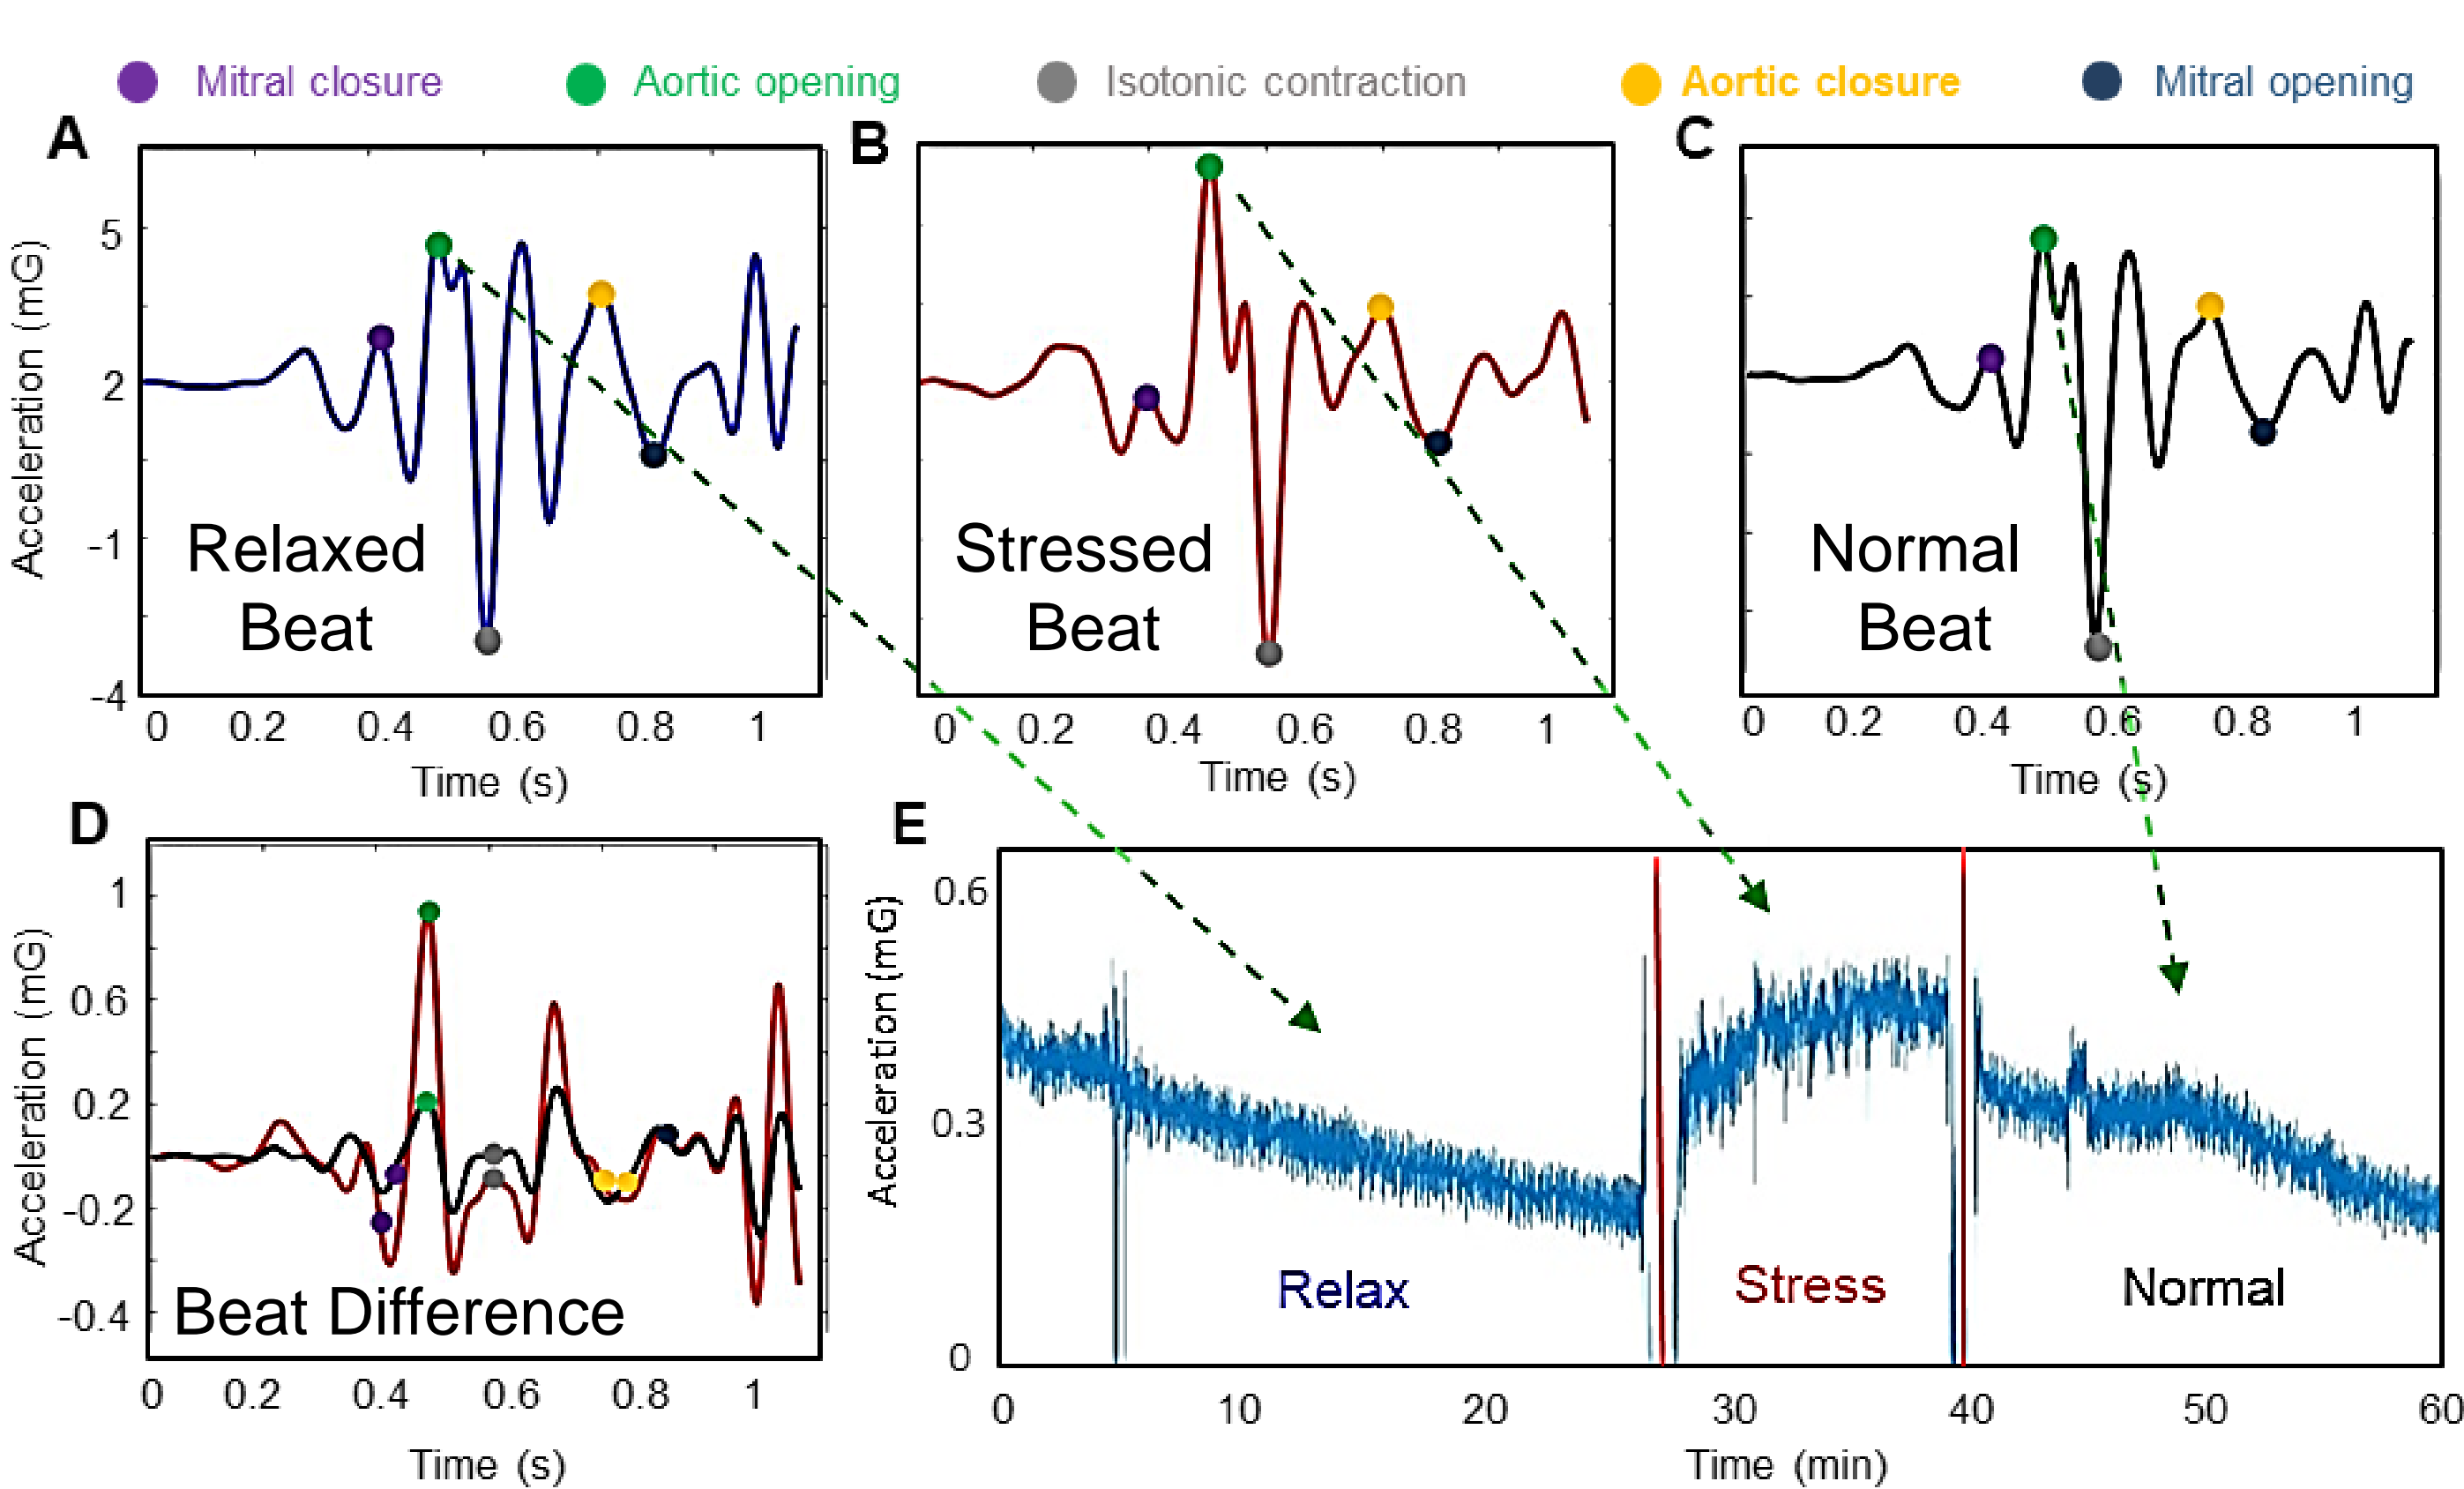 Mitral closure Aortic opening Isotonic contraction Aortic closure Mitral opening
A B C
Acceleration (mG)
5
2
-1
-4
Relaxed
Beat
Stressed
Beat
Normal
Beat
0 0.2 0.4 0.6 0.8 1
0 0.2 0.4 0.6 0.8 1
0 0.2 0.4 0.6 0.8 1
Time (s) Time (s) Time (s)
D E
Acceleration (mG)
1
0.6
0.2
-0.2
-0.4
Beat Difference
0 0.2 0.4 0.6 0.8 1
Time (s)
Acceleration (mG)
0.6
0.3
0
Relax Stress Normal
0 10 20 30 40 50 60
Time (min)